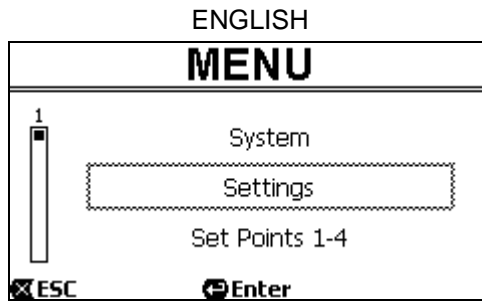 ENGLISH
MENU
1
System
Settings
Set Points 1-4
ESC Enter